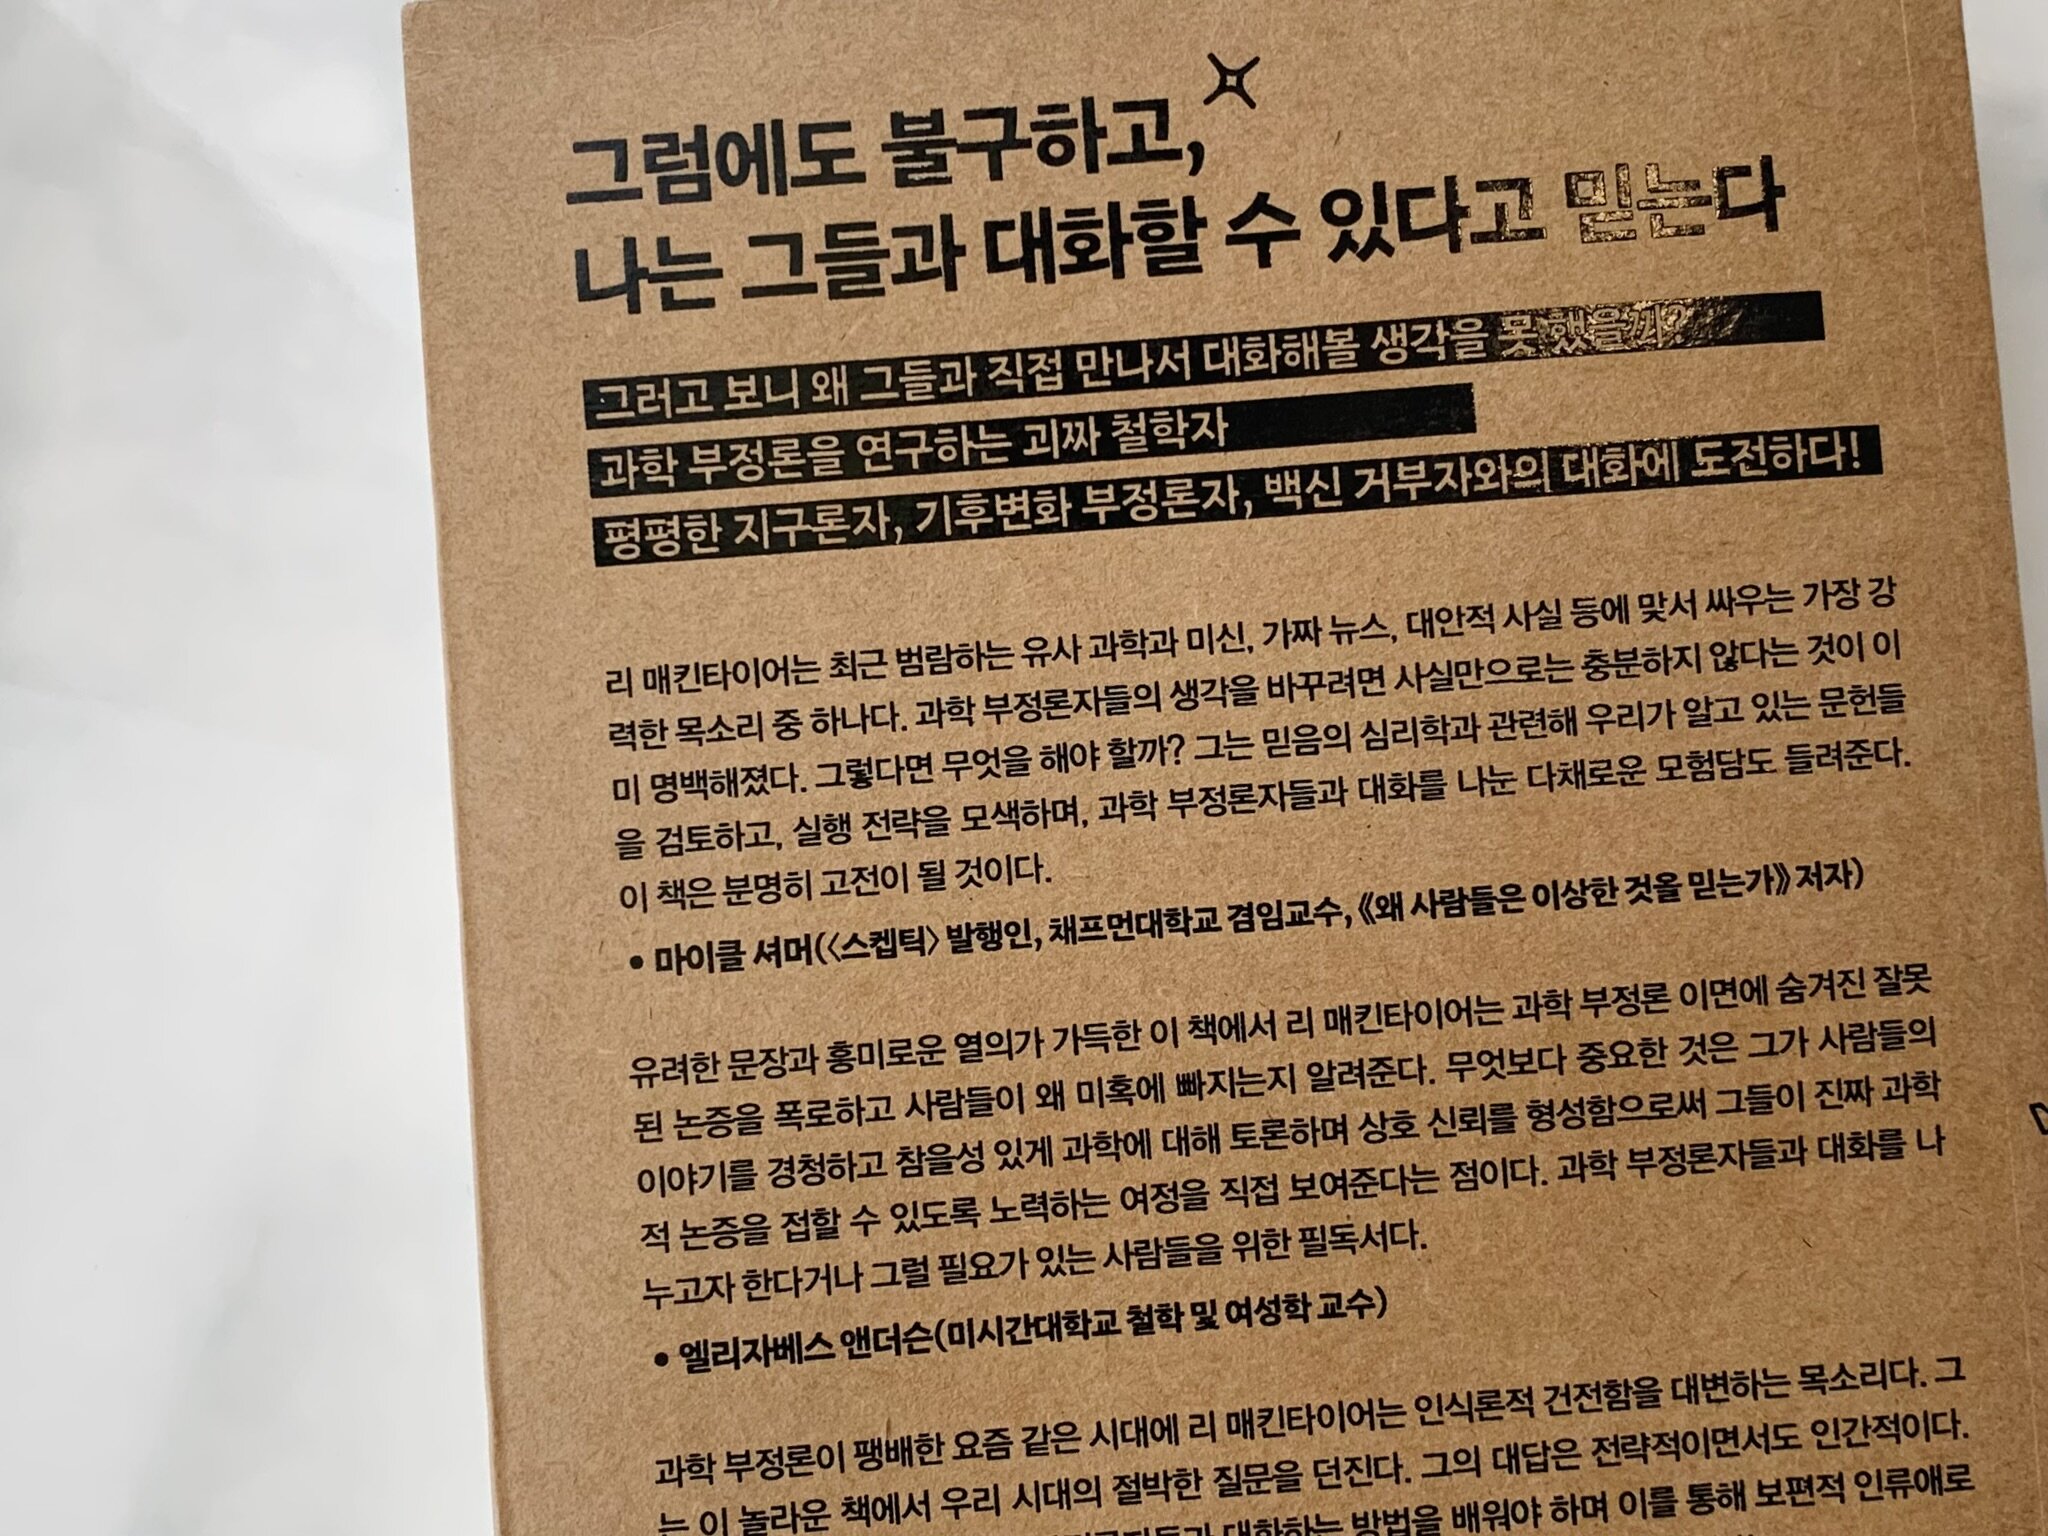 그럼에도 불구하고,
나는 그들과 대화할 수 있다고 믿는다
그러고 보니 왜 그들과 직접 만나서 대화해볼 생각을 못 했을까?
과학 부정론을 연구하는 괴짜 철학자
평평한 지구론자, 기후변화 부정론자, 백신 거부자와의 대화에 도전하다!
리 매킨타이어는 최근 범람하는 유사 과학과 미신, 가짜 뉴스, 대안적 사실 등에 맞서 싸우는 가장 강
력한 목소리 중 하나다. 과학 부정론자들의 생각을 바꾸려면 사실만으로는 충분하지 않다는 것이 이
미 명백해졌다. 그렇다면 무엇을 해야 할까? 그는 믿음의 심리학과 관련해 우리가 알고 있는 문헌들
을 검토하고, 실행 전략을 모색하며, 과학 부정론자들과 대화를 나눈 다채로운 모험담도 들려준다.
이 책은 분명히 고전이 될 것이다.
• 마이클 셔머(〈스켑틱〉 발행인, 채프먼대학교 겸임교수, 《왜 사람들은 이상한 것을 믿는가》 저자)
유려한 문장과 흥미로운 열의가 가득한 이 책에서 리 매킨타이어는 과학 부정론 이면에 숨겨진 잘못
된 논증을 폭로하고 사람들이 왜 미혹에 빠지는지 알려준다. 무엇보다 중요한 것은 그가 사람들의
이야기를 경청하고 참을성 있게 과학에 대해 토론하며 상호 신뢰를 형성함으로써 그들이 진짜 과학
적 논증을 접할 수 있도록 노력하는 여정을 직접 보여준다는 점이다. 과학 부정론자들과 대화를 나
누고자 한다거나 그럴 필요가 있는 사람들을 위한 필독서다.
• 엘리자베스 앤더슨(미시간대학교 철학 및 여성학 교수)
과학 부정론이 팽배한 요즘 같은 시대에 리 매킨타이어는 인식론적 건전함을 대변하는 목소리다. 그
는 이 놀라운 책에서 우리 시대의 절박한 질문을 던진다. 그의 대답은 전략적이면서도 인간적이다.
대화하는 방법을 배워야 하며 이를 통해 보편적 인류애로